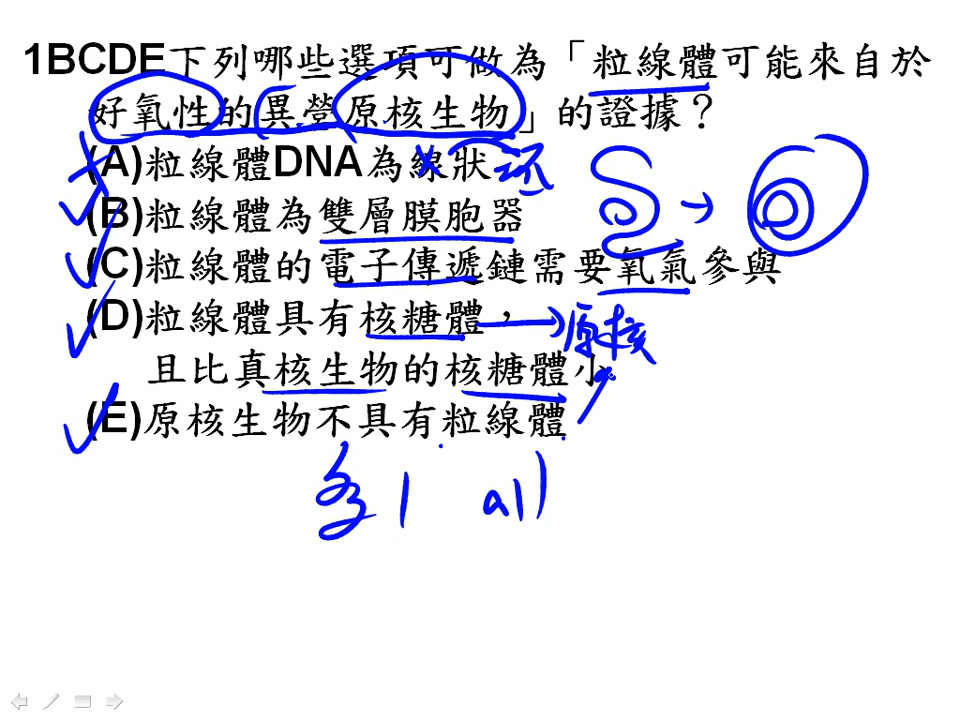 1BCDE下列哪些選項可做為「粒線體可能來自於
好氧性的異營原核生物」的證據？
(A)粒線體DNA為線狀 环
(B)粒線體為雙層膜胞器
(C)粒線體的電子傳遞鏈需要氧氣參與
(D)粒線體具有核糖體， 原核
且比真核生物的核糖體小
(E)原核生物不具有粒線體
all